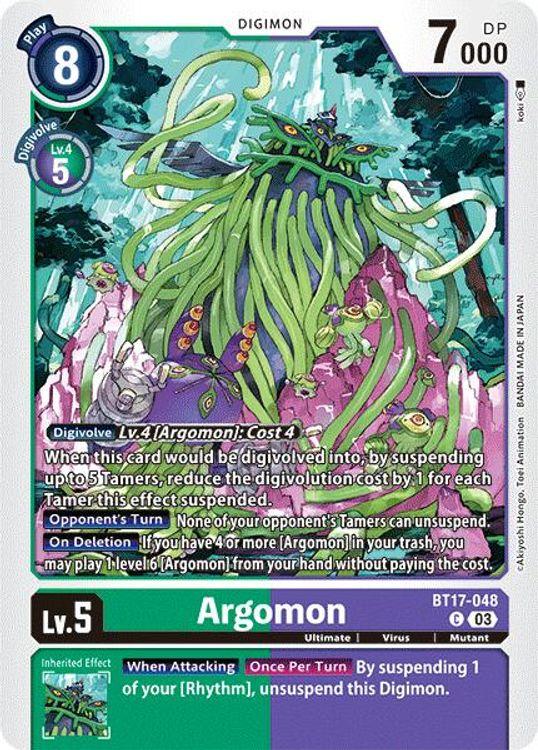 DIGIMON
Play
8
7000
DP
Digivolve
Lv.4
5
koki
Digivolve Lv.4 [Argomon]: Cost 4
When this card would be digivolved into, by suspending
up to 5 Tamers, reduce the digivolution cost by 1 for each
Tamer this effect suspended.
Opponent's Turn None of your opponent's Tamers can unsuspend.
On Deletion If you have 4 or more [Argomon] in your trash, you
may play 1 level 6 [Argomon] from your hand without paying the cost.
©Akiyoshi Hongo, Toei Animation BANDAI MADE IN JAPAN
Lv.5
Argomon
BT17-048
C 03
Ultimate | Virus | Mutant
Inherited Effect
When Attacking Once Per Turn By suspending 1
of your [Rhythm], unsuspend this Digimon.